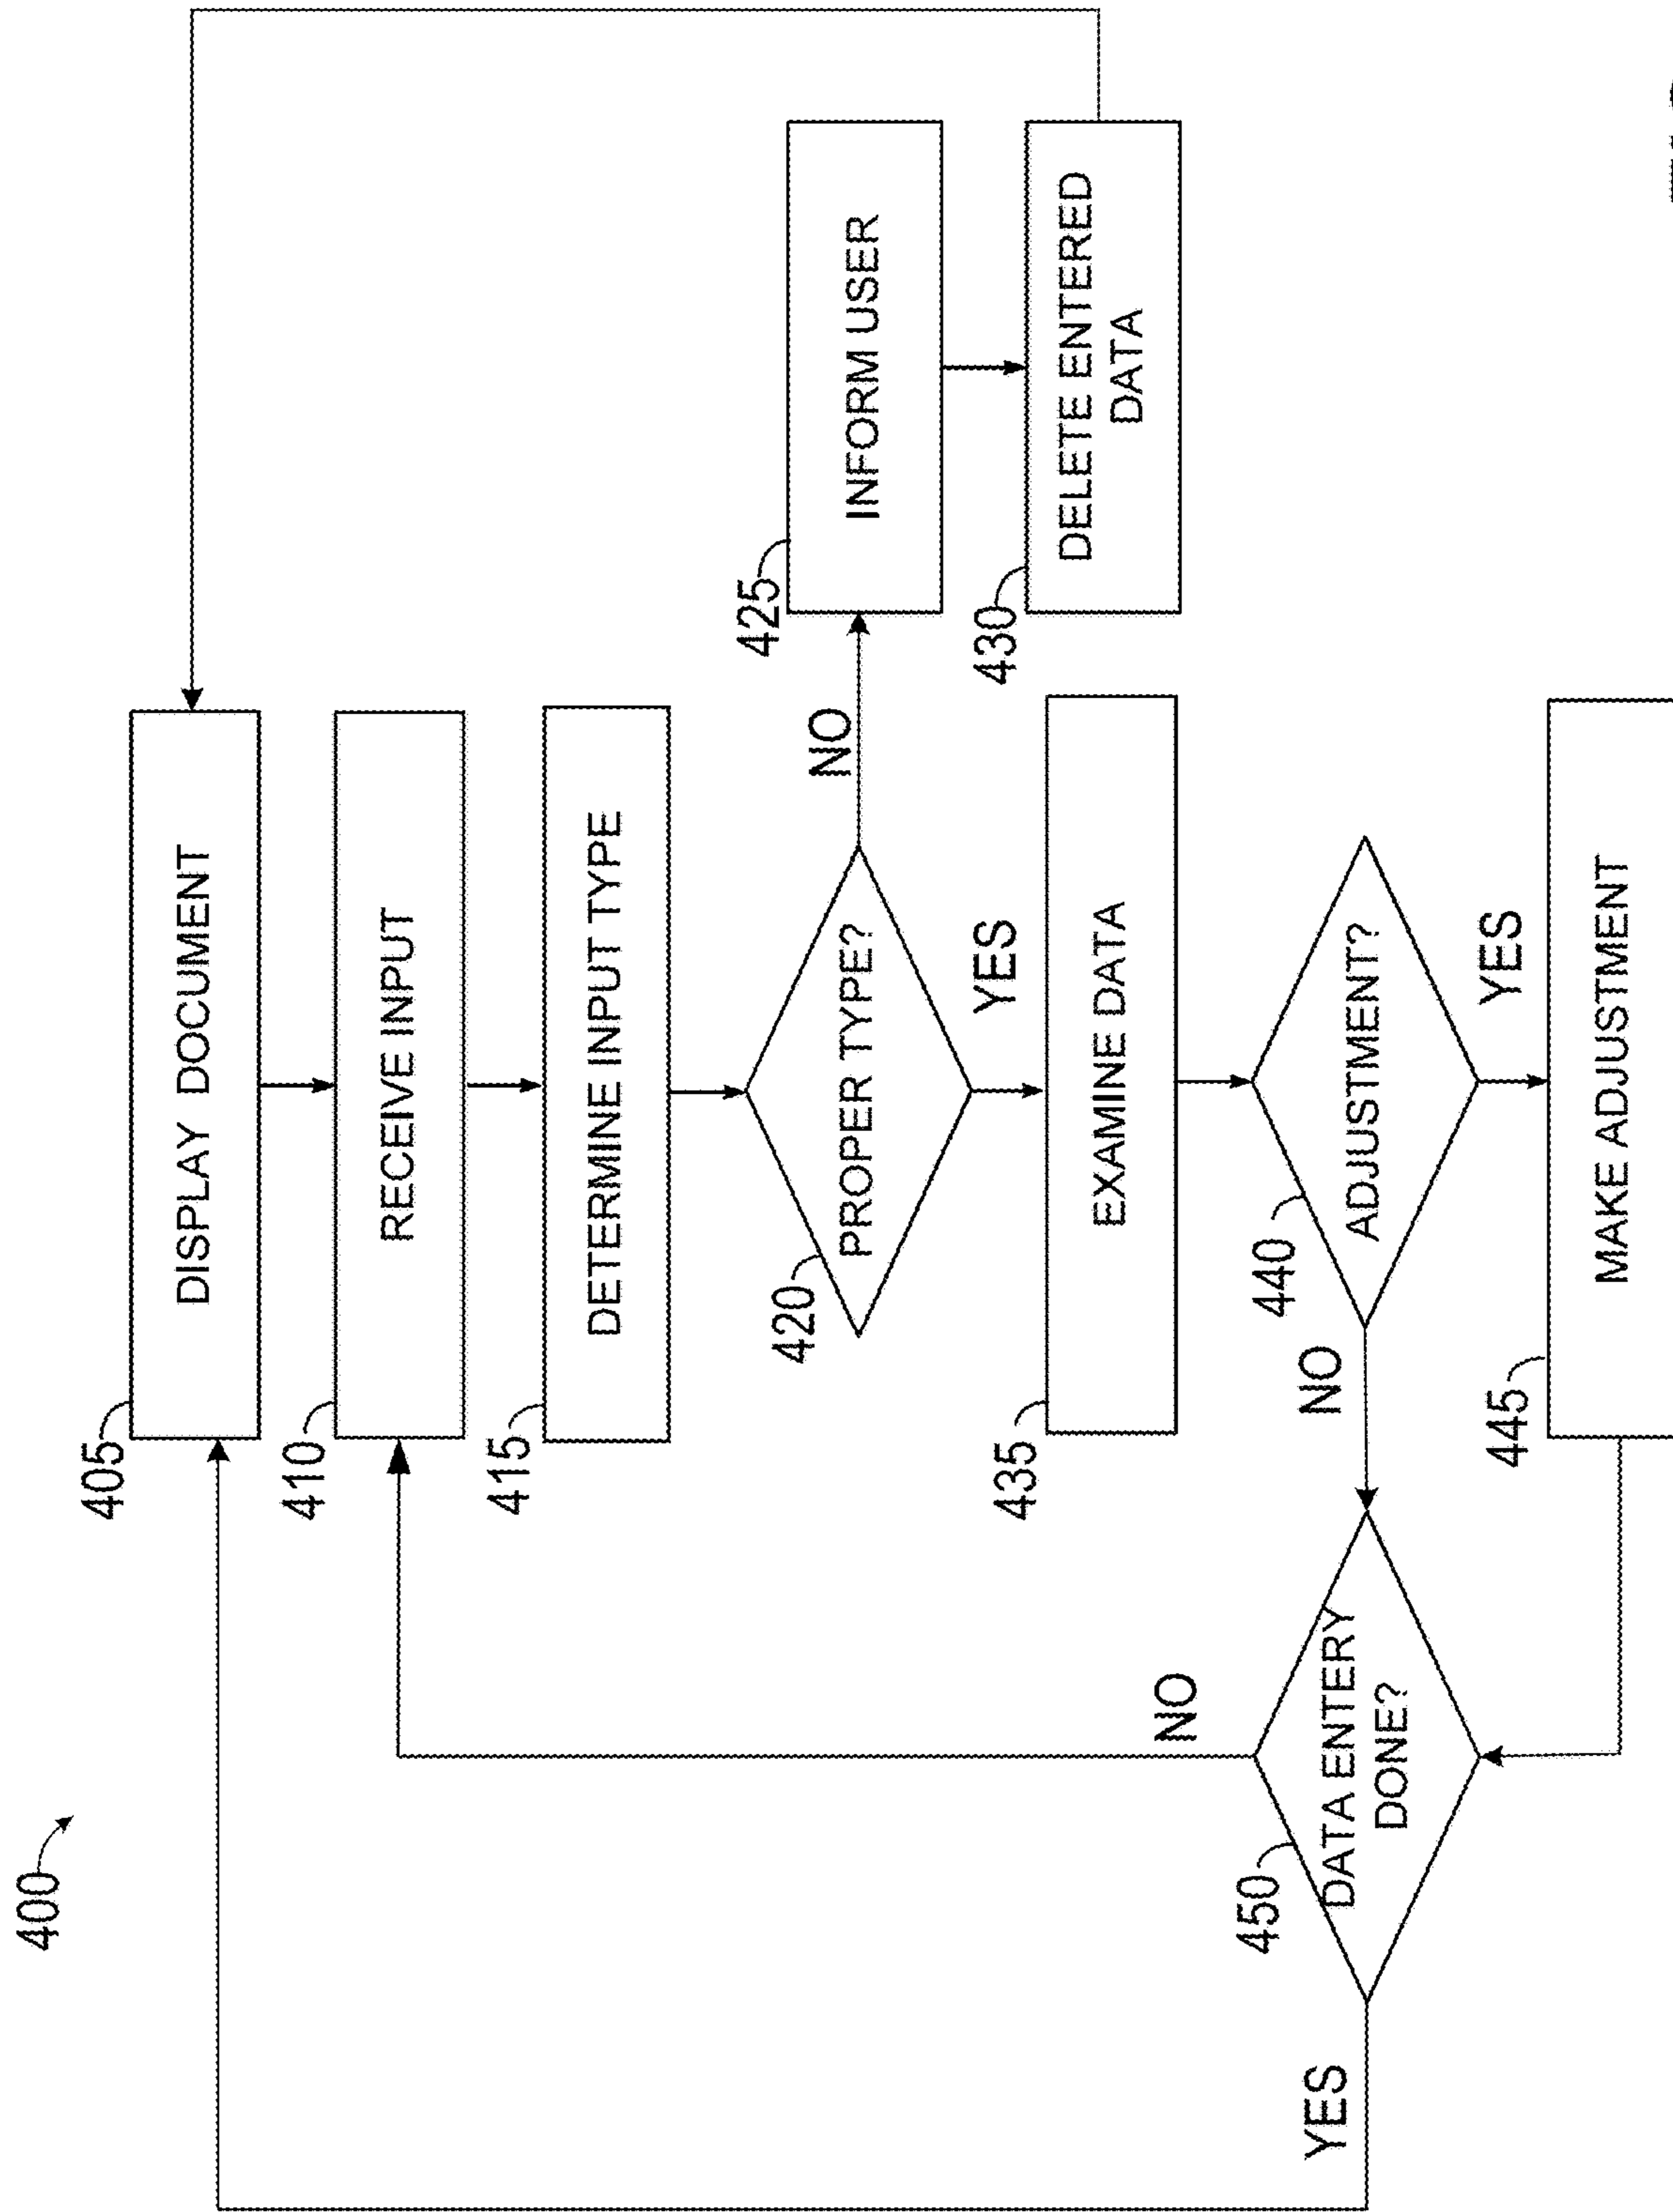 400
405
DISPLAY DOCUMENT
410
RECEIVE INPUT
415
DETERMINE INPUT TYPE
420
PROPER TYPE?
NO
425
INFORM USER
430
DELETE ENTERED
DATA
YES
435
EXAMINE DATA
440
ADJUSTMENT?
NO
YES
445
MAKE ADJUSTMENT
450
DATA ENTERY
DONE?
NO
YES